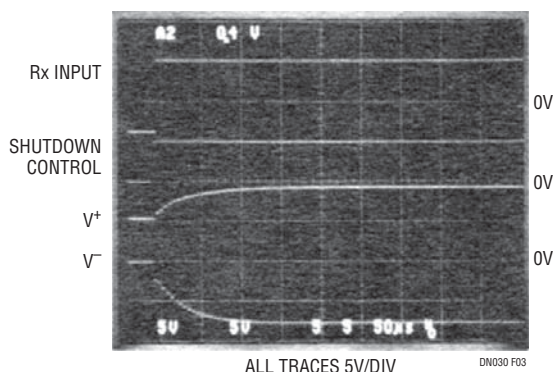 A2 0.4 V
Rx INPUT
0V
SHUTDOWN
CONTROL
0V
V+
V–
0V
5V 5V 5 5 50μs
ALL TRACES 5V/DIV
DN030 F03